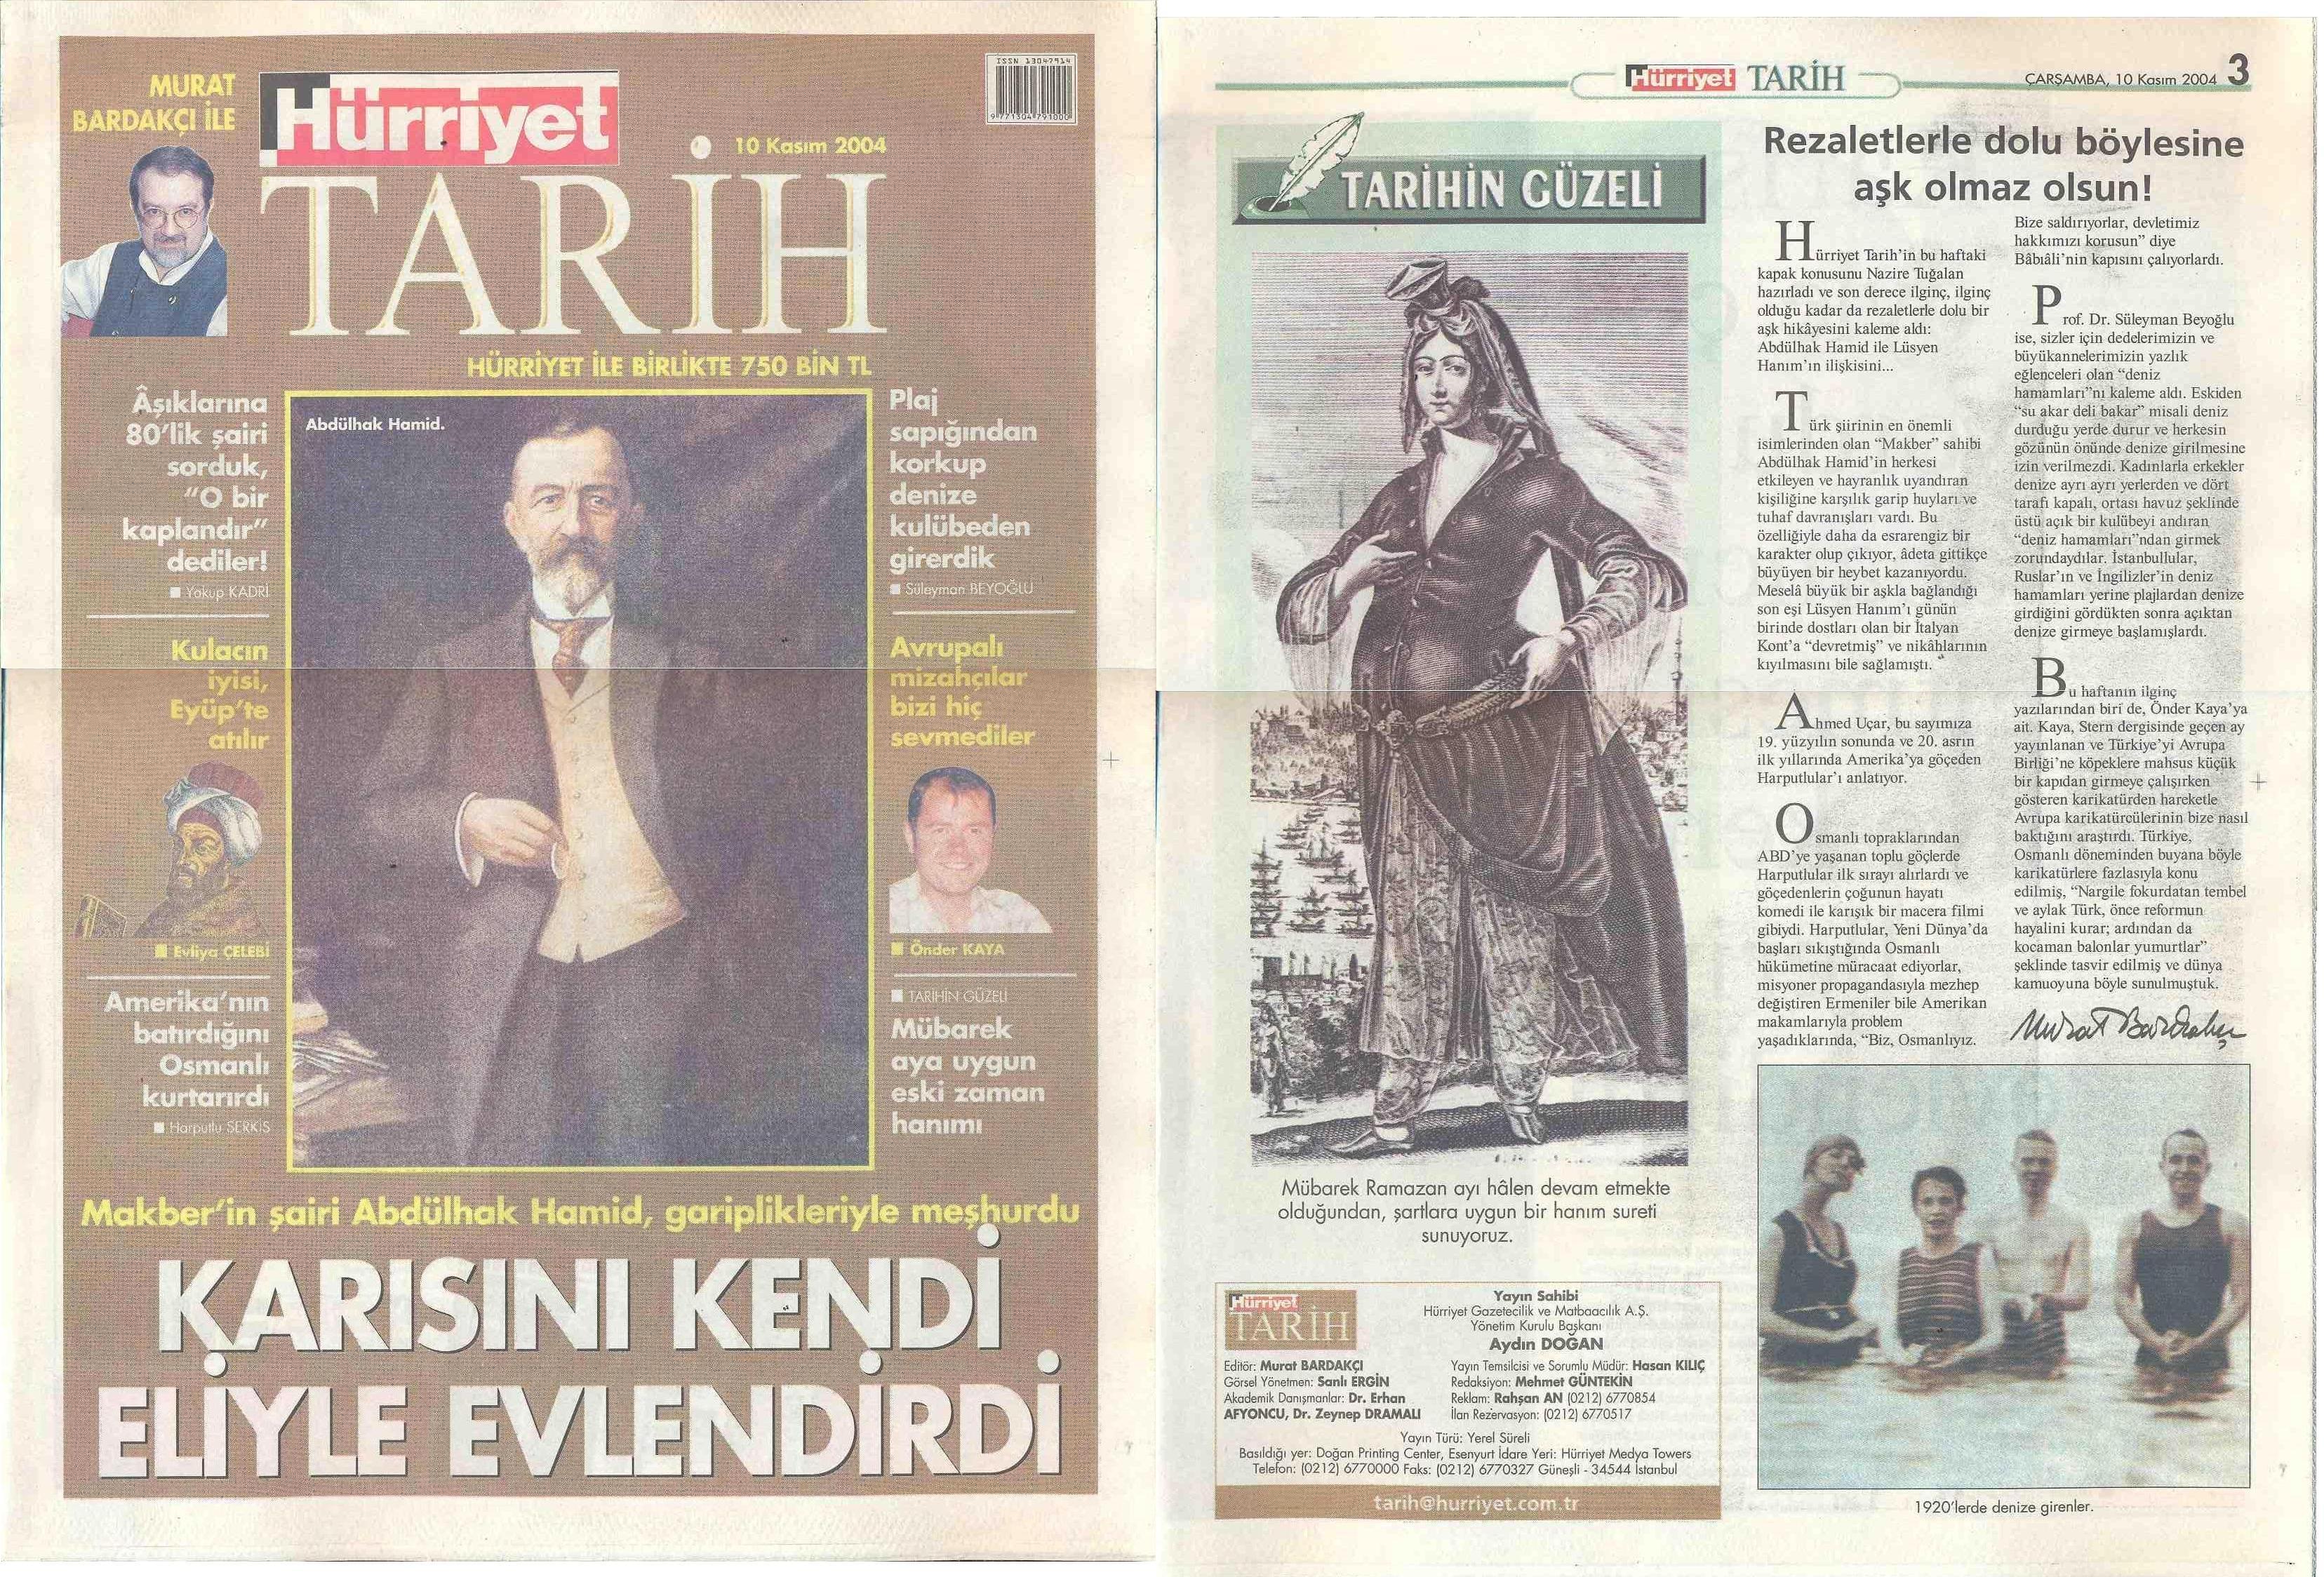 MURAT
BARDAKÇI İLE
Hürriyet
10 Kasım 2004
TARİH
ISSN 13047914
9 771304 791000
HÜRRİYET İLE BİRLİKTE 750 BİN TL
Âşıklarına
80'lik şairi
sorduk,
"O bir
kaplandır"
dediler!
■ Yakup KADRİ
Kulacın
iyisi,
Eyüp'te
atılır
■ Evliya ÇELEBİ
Amerika'nın
batırdığını
Osmanlı
kurtarırdı
■ Harputlu SERKİS
Abdülhak Hamid.
Plaj
sapığından
korkup
denize
kulübeden
girerdik
■ Süleyman BEYOĞLU
Avrupalı
mizahçılar
bizi hiç
sevmediler
■ Önder KAYA
■ TARİHİN GÜZELİ
Mübarek
aya uygun
eski zaman
hanımı
Makber'in şairi Abdülhak Hamid, gariplikleriyle meşhurdu
KARISINI KENDİ
ELİYLE EVLENDİRDİ
Hürriyet TARİH
ÇARŞAMBA, 10 Kasım 2004 3
TARİHİN GÜZELİ
Mübarek Ramazan ayı hâlen devam etmekte
olduğundan, şartlara uygun bir hanım sureti
sunuyoruz.
Hürriyet
TARİH
Yayın Sahibi
Hürriyet Gazetecilik ve Matbaacılık A.Ş.
Yönetim Kurulu Başkanı
Aydın DOĞAN
Editör: Murat BARDAKÇI
Görsel Yönetmen: Sanlı ERGİN
Akademik Danışmanlar: Dr. Erhan
AFYONCU, Dr. Zeynep DRAMALI
Yayın Temsilcisi ve Sorumlu Müdür: Hasan KILIÇ
Redaksiyon: Mehmet GÜNTEKİN
Reklam: Rahşan AN (0212) 6770854
İlan Rezervasyon: (0212) 6770517
Yayın Türü: Yerel Süreli
Basıldığı yer: Doğan Printing Center, Esenyurt İdare Yeri: Hürriyet Medya Towers
Telefon: (0212) 6770000 Faks: (0212) 6770327 Güneşli - 34544 İstanbul
tarih@hurriyet.com.tr
Rezaletlerle dolu böylesine
aşk olmaz olsun!
Hürriyet Tarih'in bu haftaki
kapak konusunu Nazire Tuğalan
hazırladı ve son derece ilginç, ilginç
olduğu kadar da rezaletlerle dolu bir
aşk hikâyesini kaleme aldı:
Abdülhak Hamid ile Lüsyen
Hanım'ın ilişkisini...
Türk şiirinin en önemli
isimlerinden olan "Makber" sahibi
Abdülhak Hamid'in herkesi
etkileyen ve hayranlık uyandıran
kişiliğine karşılık garip huyları ve
tuhaf davranışları vardı. Bu
özelliğiyle daha da esrarengiz bir
karakter olup çıkıyor, âdeta gittikçe
büyüyen bir heybet kazanıyordu.
Meselâ büyük bir aşkla bağlandığı
son eşi Lüsyen Hanım'ı günün
birinde dostları olan bir İtalyan
Kont'a "devretmiş" ve nikâhlarının
kıyılmasını bile sağlamıştı.
Ahmed Uçar, bu sayımıza
19. yüzyılın sonunda ve 20. asrın
ilk yıllarında Amerika'ya göçeden
Harputlular'ı anlatıyor.
Osmanlı topraklarından
ABD'ye yaşanan toplu göçlerde
Harputlular ilk sırayı alırlardı ve
göçedenlerin çoğunun hayatı
komedi ile karışık bir macera filmi
gibiydi. Harputlular, Yeni Dünya'da
başları sıkıştığında Osmanlı
hükümetine müracaat ediyorlar,
misyoner propagandasıyla mezhep
değiştiren Ermeniler bile Amerikan
makamlarıyla problem
yaşadıklarında, "Biz, Osmanlıyız.
Bize saldırıyorlar, devletimiz
hakkımızı korusun" diye
Bâbıâli'nin kapısını çalıyorlardı.
Prof. Dr. Süleyman Beyoğlu
ise, sizler için dedelerimizin ve
büyükannelerimizin yazlık
eğlenceleri olan "deniz
hamamları"nı kaleme aldı. Eskiden
"su akar deli bakar" misali deniz
durduğu yerde durur ve herkesin
gözünün önünde denize girilmesine
izin verilmezdi. Kadınlarla erkekler
denize ayrı ayrı yerlerden ve dört
tarafı kapalı, ortası havuz şeklinde
üstü açık bir kulübeyi andıran
"deniz hamamları"ndan girmek
zorundaydılar. İstanbullular,
Ruslar'ın ve İngilizler'in deniz
hamamları yerine plajlardan denize
girdiğini gördükten sonra açıktan
denize girmeye başlamışlardı.
Bu haftanın ilginç
yazılarından biri de, Önder Kaya'ya
ait. Kaya, Stern dergisinde geçen ay
yayınlanan ve Türkiye'yi Avrupa
Birliği'ne köpeklere mahsus küçük
bir kapıdan girmeye çalışırken
gösteren karikatürden hareketle
Avrupa karikatürcülerinin bize nasıl
baktığını araştırdı. Türkiye,
Osmanlı döneminden buyana böyle
karikatürlere fazlasıyla konu
edilmiş, "Nargile fokurdatan tembel
ve aylak Türk, önce reformun
hayalini kurar; ardından da
kocaman balonlar yumurtlar"
şeklinde tasvir edilmiş ve dünya
kamuoyuna böyle sunulmuştuk.
Murat Bardakçı
1920'lerde denize girenler.